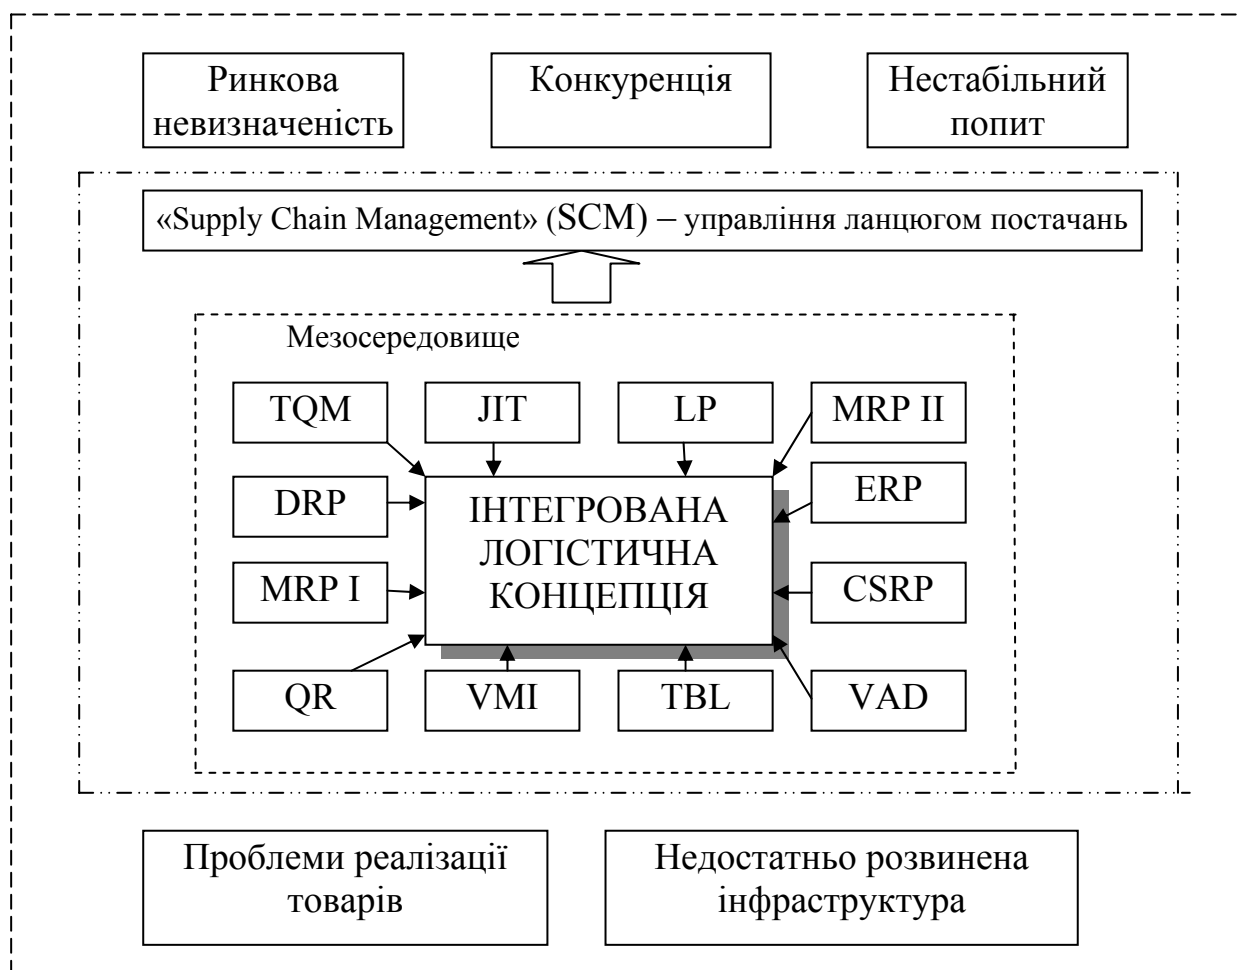 Ринкова
невизначеність
Конкуренція
Нестабільний
попит
«Supply Chain Management» (SCM) – управління ланцюгом постачань
Мезосередовище
TQM
JIT
LP
MRP II
DRP
ERP
ІНТЕГРОВАНА
ЛОГІСТИЧНА
КОНЦЕПЦІЯ
MRP I
CSRP
QR
VMI
TBL
VAD
Проблеми реалізації
товарів
Недостатньо розвинена
інфраструктура